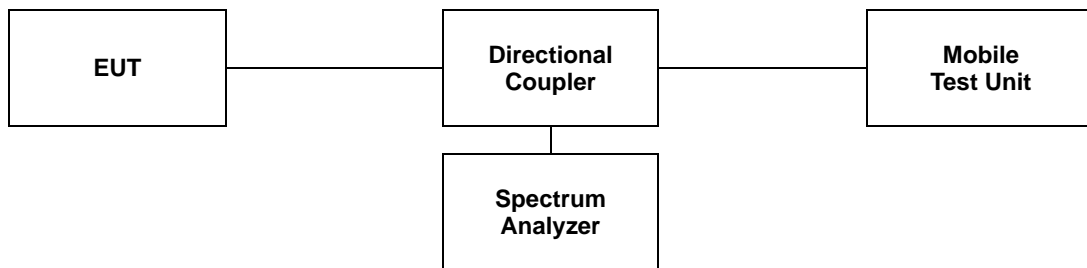 EUT
Directional
Coupler
Mobile
Test Unit
Spectrum
Analyzer